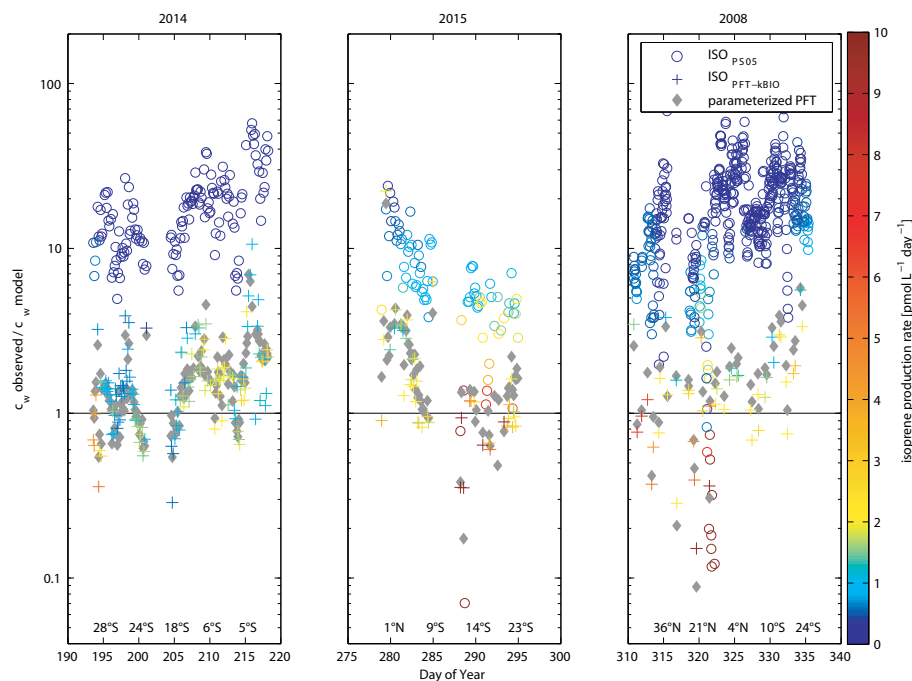 2014
2015
2008
100
10
1
0.1
c w observed / c w model
28°S 24°S 18°S 6°S 5°S
190 195 200 205 210 215 220
1°N 9°S 14°S 23°S
275 280 285 290 295 300
Day of Year
36°N 21°N 4°N 10°S 24°S
310 315 320 325 330 335 340
ISO PS05
ISO PFT-kBIO
parameterized PFT
10
9
8
7
6
5
4
3
2
1
0
isoprene production rate [pmol L⁻¹ day⁻¹]